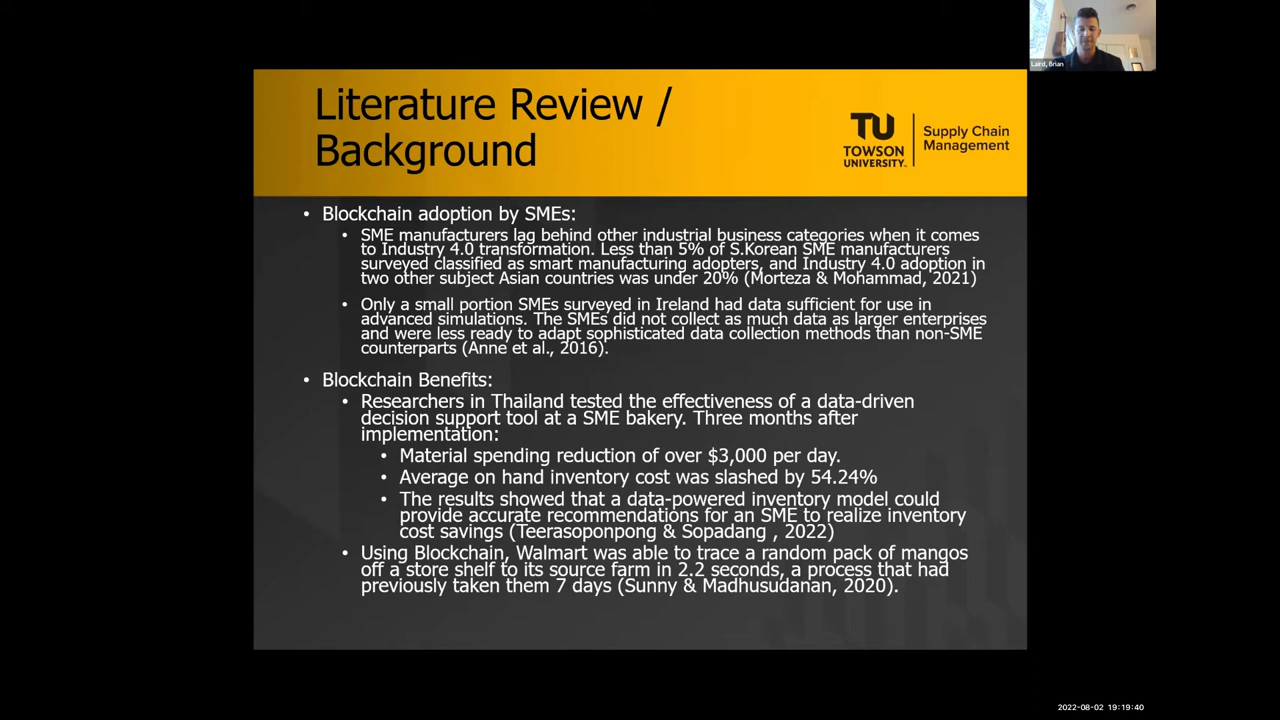 Laird, Brian
Literature Review /
Background
TU
TOWSON
UNIVERSITY.
Supply Chain
Management
• Blockchain adoption by SMEs:
• SME manufacturers lag behind other industrial business categories when it comes
to Industry 4.0 transformation. Less than 5% of S.Korean SME manufacturers
surveyed classified as smart manufacturing adopters, and Industry 4.0 adoption in
two other subject Asian countries was under 20% (Morteza & Mohammad, 2021)
• Only a small portion SMEs surveyed in Ireland had data sufficient for use in
advanced simulations. The SMEs did not collect as much data as larger enterprises
and were less ready to adapt sophisticated data collection methods than non-SME
counterparts (Anne et al., 2016).
• Blockchain Benefits:
• Researchers in Thailand tested the effectiveness of a data-driven
decision support tool at a SME bakery. Three months after
implementation:
• Material spending reduction of over $3,000 per day.
• Average on hand inventory cost was slashed by 54.24%
• The results showed that a data-powered inventory model could
provide accurate recommendations for an SME to realize inventory
cost savings (Teerasoponpong & Sopadang , 2022)
• Using Blockchain, Walmart was able to trace a random pack of mangos
off a store shelf to its source farm in 2.2 seconds, a process that had
previously taken them 7 days (Sunny & Madhusudanan, 2020).
2022-08-02 19:19:40